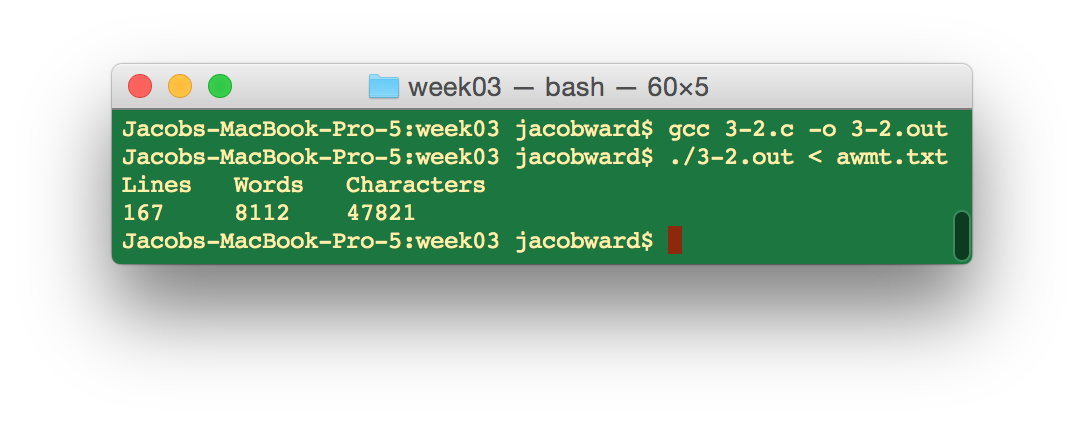 week03 — bash — 60×5
Jacobs-MacBook-Pro-5:week03 jacobward$ gcc 3-2.c -o 3-2.out
Jacobs-MacBook-Pro-5:week03 jacobward$ ./3-2.out < awmt.txt
Lines   Words   Characters
167     8112    47821
Jacobs-MacBook-Pro-5:week03 jacobward$